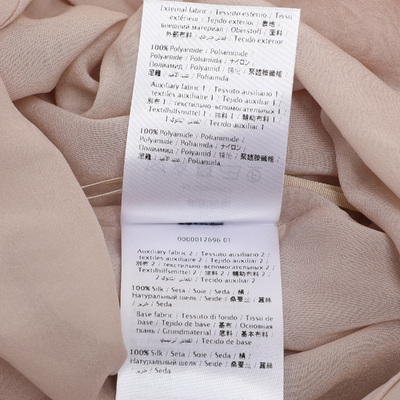 External fabric / Tessuto esterno / Tissu
extérieur / Tejido exterior / 表地 /
внешний материал / Oberstoff / 面料
/ 外部布料 / / Tecido exterior
100% Polyamide / Poliammide /
Polyamide / Poliamida / ナイロン /
Полиамид / Polyamid / 锦纶 / 聚醯胺纖維
/ / Poliamida
Auxiliary fabric 1 / Tessuto ausiliario 1 /
textiles auxiliaire 1 / Tejido auxiliar 1 /
別布 1 / текстильно-вспомогательных 1 /
Textilhilfsmittel 1 / 1 / 輔助布料 1
/ / Tecido auxiliar 1
100% Polyamide / Poliammide /
Polyamide / Poliamida / ナイロン /
Полиамид / Polyamid / 锦纶 / 聚醯胺纖維
/ / Poliamida
0000012696 01
Auxiliary fabric 2 / Tessuto ausiliario 2 /
textiles auxiliaire 2 / Tejido auxiliar 2 /
別布 2 / текстильно-вспомогательных 2 /
Textilhilfsmittel 2 / 2 / 輔助布料 2
/ / Tecido auxiliar 2
100% Silk / Seta / Soie / Seda / 絹 /
Натуральный шелк / Seide / 桑蚕丝 / 蠶絲
/ / Seda
Base fabric / Tessuto di fondo / Tissu de
base / Tejido de base / 基布 / Основная
ткань / Grundmaterial / 底料 / 基本布料
/ / Tecido de base
100% Silk / Seta / Soie / Seda / 絹 /
Натуральный шелк / Seide / 桑蚕丝 / 蠶絲
/ / Seda